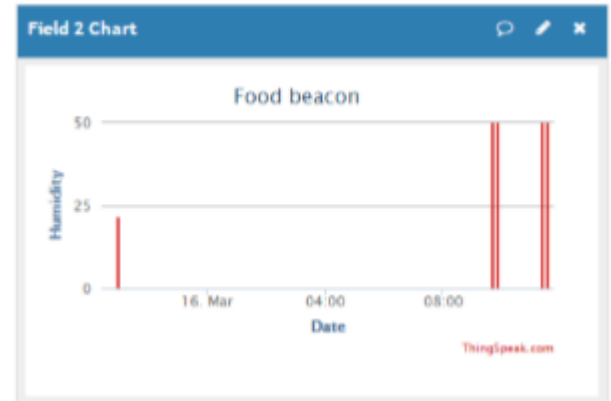 Field 2 Chart
Food beacon
50
25
0
Humidity
16. Mar
04:00
08:00
Date
ThingSpeak.com